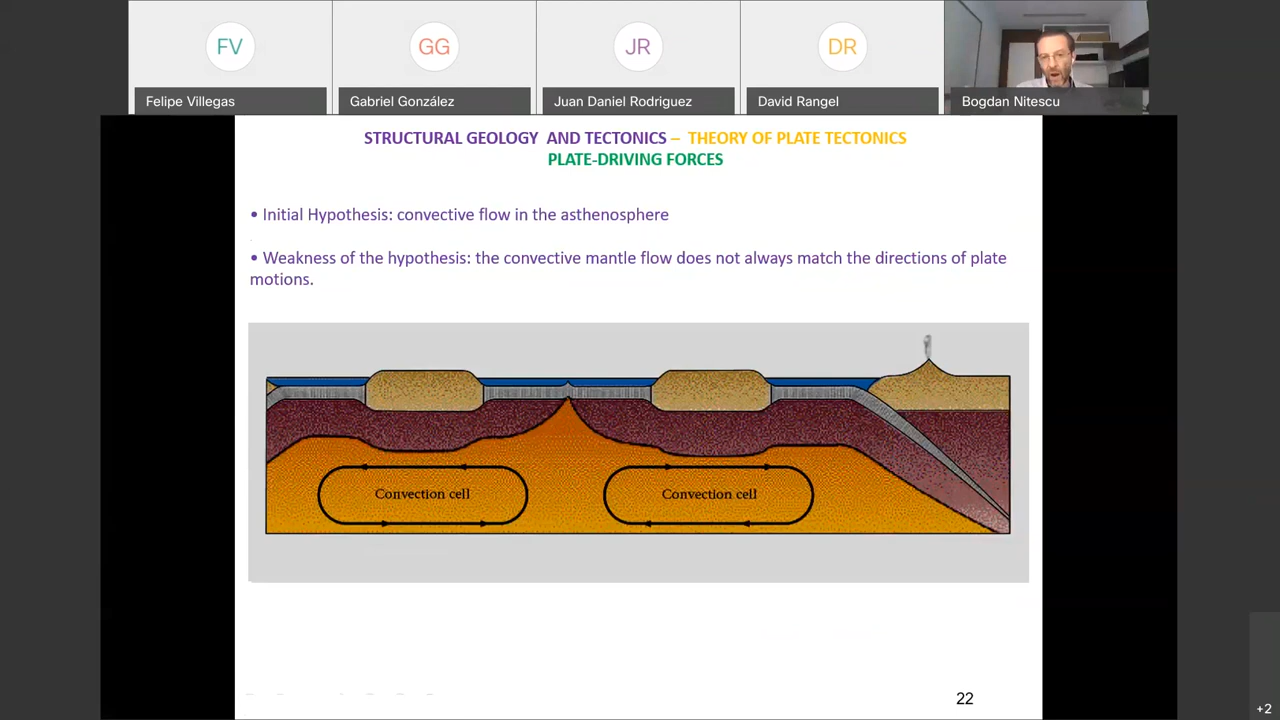 FV
GG
JR
DR
Felipe Villegas
Gabriel González
Juan Daniel Rodriguez
David Rangel
Bogdan Nitescu
STRUCTURAL GEOLOGY AND TECTONICS – THEORY OF PLATE TECTONICS
PLATE-DRIVING FORCES
• Initial Hypothesis: convective flow in the asthenosphere
• Weakness of the hypothesis: the convective mantle flow does not always match the directions of plate
motions.
Convection cell
Convection cell
22
+2